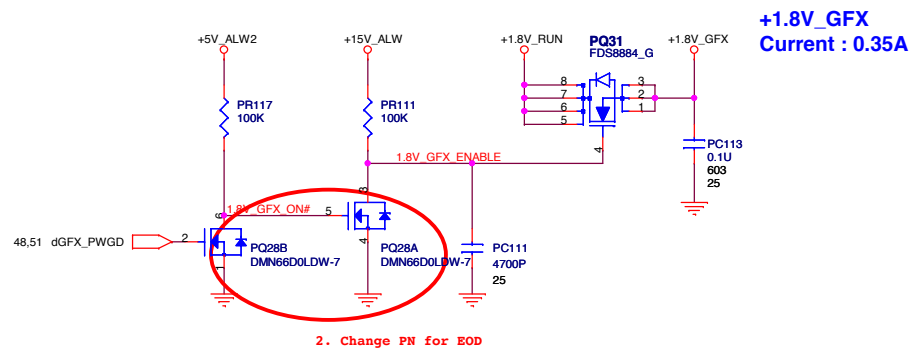 +1.8V_GFX
Current : 0.35A
+5V_ALW2
+15V_ALW
+1.8V_RUN
PQ31
FDS8884_G
+1.8V_GFX
8
7
6
5
3
2
1
4
PR117
100K
PR111
100K
PC113
0.1U
603
25
1.8V_GFX_ENABLE
3
6
1.8V_GFX_ON#
5
48,51 dGFX_PWGD
2
1
4
PQ28B
DMN66D0LDW-7
PQ28A
DMN66D0LDW-7
PC111
4700P
25
2. Change PN for EOD